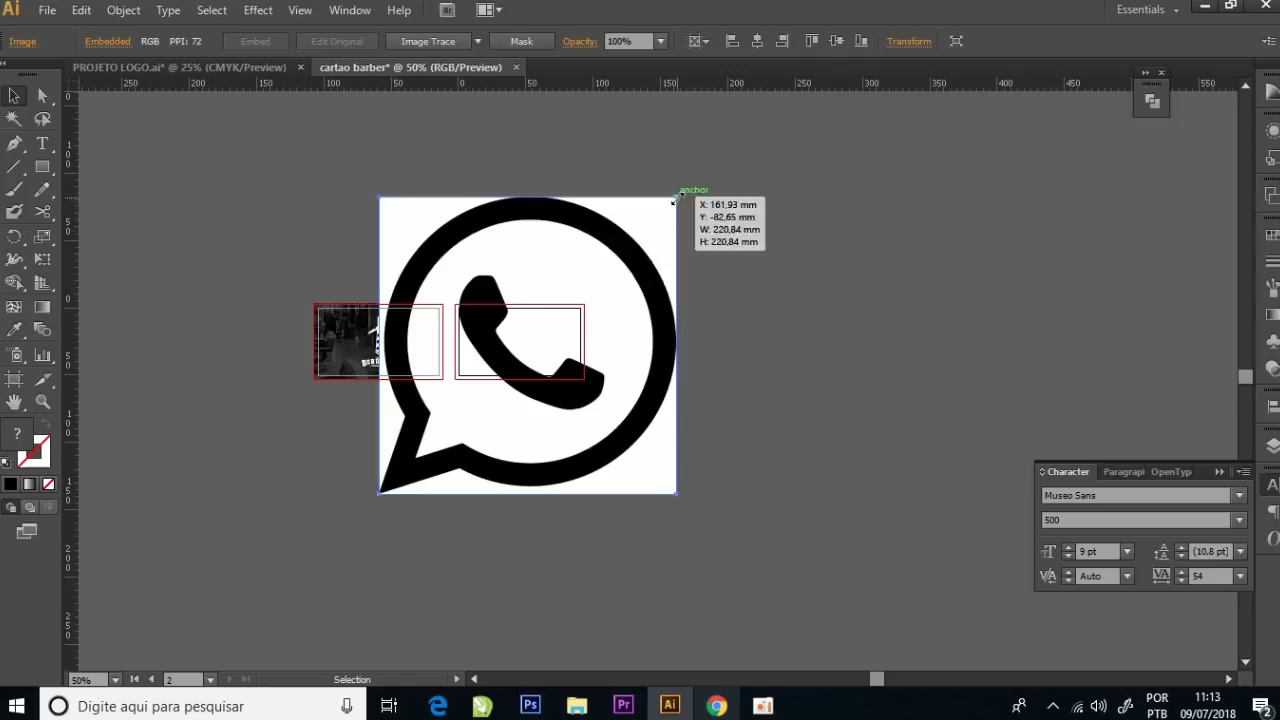 Ai File Edit Object Type Select Effect View Window Help Br Essentials
Image Embedded RGB PPI: 72 Embed Edit Original Image Trace Mask Opacity: 100% Transform
PROJETO LOGO.ai* @ 25% (CMYK/Preview) × cartao barber* @ 50% (RGB/Preview) ×
250 200 150 100 50 0 50 100 150 200 250 300 350 400 450 550
anchor
X: 161,93 mm
Y: -82,65 mm
W: 220,84 mm
H: 220,84 mm
Character Paragrapl OpenTyp
Museo Sans
500
9 pt (10,8 pt)
Auto 54
50% 2 Selection
Digite aqui para pesquisar Ps Pr Ai POR 11:13
PTB 09/07/2018 2